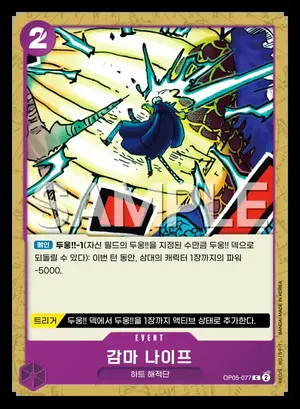 2
SAMPLE
메인 두웅!!-1(자신 필드의 두웅!!을 지정된 수만큼 두웅!! 덱으로
되돌릴 수 있다): 이번 턴 동안, 상대의 캐릭터 1장까지의 파워
-5000.
트리거 두웅!! 덱에서 두웅!!을 1장까지 액티브 상태로 추가한다.
EVENT
감마 나이프
하트 해적단
OP05-077 C 2